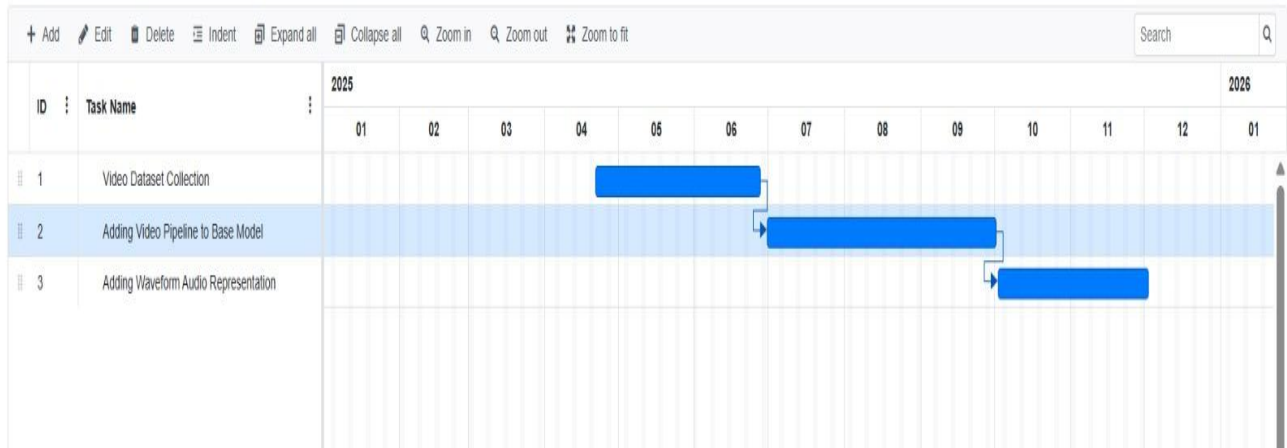 Add Edit Delete Indent Expand all Collapse all Zoom in Zoom out Zoom to fit Search
ID Task Name 2025 2026
01 02 03 04 05 06 07 08 09 10 11 12 01
1 Video Dataset Collection
2 Adding Video Pipeline to Base Model
3 Adding Waveform Audio Representation